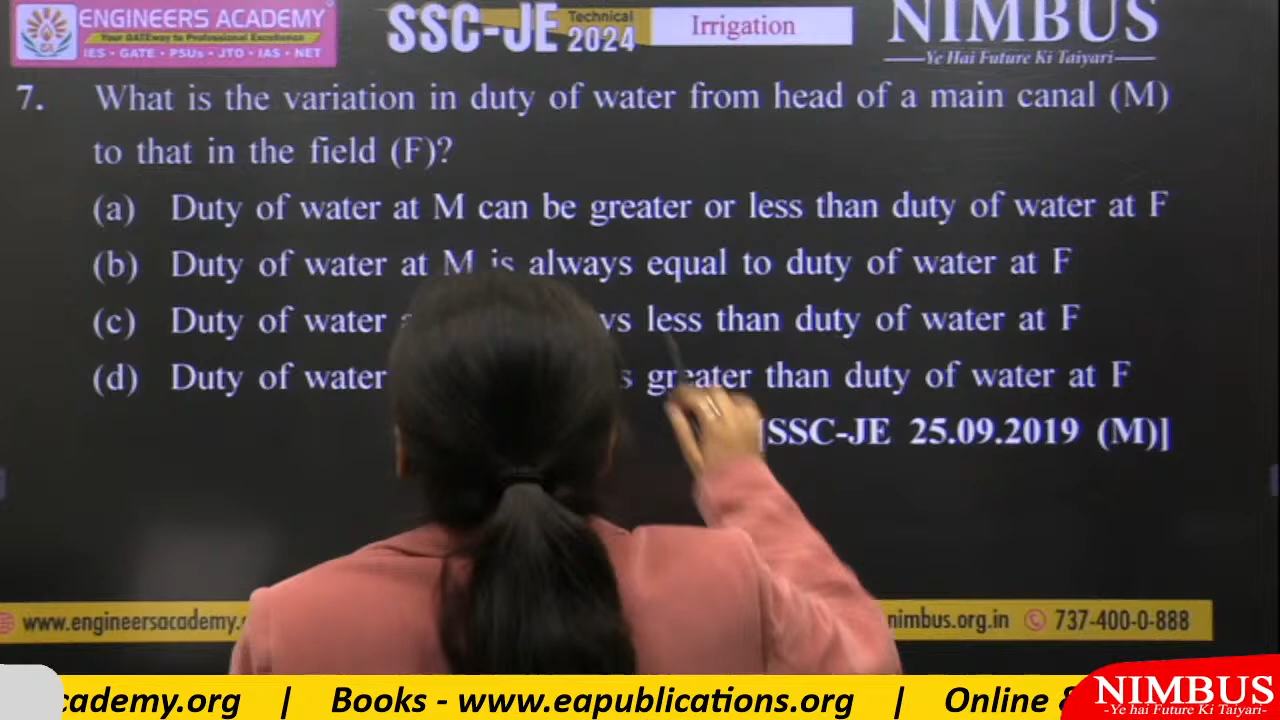 ENGINEERS ACADEMY
Your GATEway to Professional Excellence
IES • GATE • PSUs • JTO • IAS • NET
SSC-JE Technical 2024
Irrigation
NIMBUS
Ye Hai Future Ki Taiyari
7. What is the variation in duty of water from head of a main canal (M)
to that in the field (F)?
(a) Duty of water at M can be greater or less than duty of water at F
(b) Duty of water at M is always equal to duty of water at F
(c) Duty of water less than duty of water at F
(d) Duty of water greater than duty of water at F
[SSC-JE 25.09.2019 (M)]
www.engineersacademy.
nimbus.org.in 737-400-0-888
cademy.org | Books - www.eapublications.org | Online &
NIMBUS
-Ye hai Future Ki Taiyari-